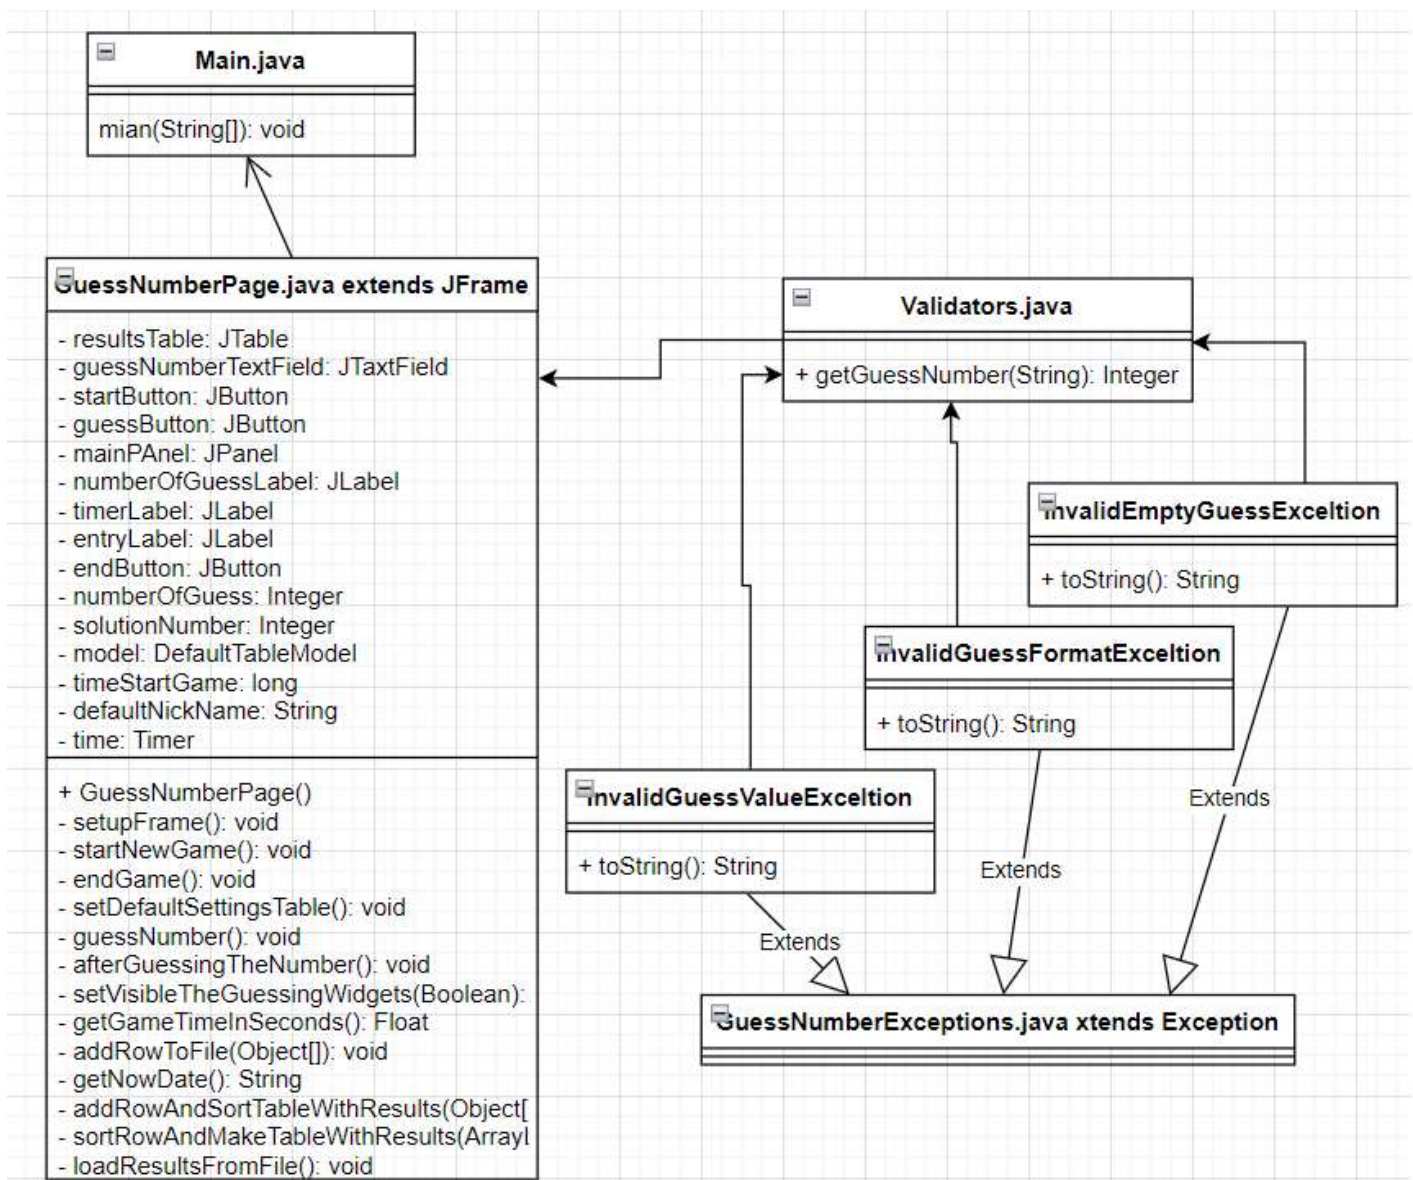 Main.java
mian(String[]): void
GuessNumberPage.java extends JFrame
- resultsTable: JTable
- guessNumberTextField: JTaxtField
- startButton: JButton
- guessButton: JButton
- mainPAnel: JPanel
- numberOfGuessLabel: JLabel
- timerLabel: JLabel
- entryLabel: JLabel
- endButton: JButton
- numberOfGuess: Integer
- solutionNumber: Integer
- model: DefaultTableModel
- timeStartGame: long
- defaultNickName: String
- time: Timer
+ GuessNumberPage()
- setupFrame(): void
- startNewGame(): void
- endGame(): void
- setDefaultSettingsTable(): void
- guessNumber(): void
- afterGuessingTheNumber(): void
- setVisibleTheGuessingWidgets(Boolean):
- getGameTimeInSeconds(): Float
- addRowToFile(Object[]): void
- getNowDate(): String
- addRowAndSortTableWithResults(Object[
- sortRowAndMakeTableWithResults(Arrayl
- loadResultsFromFile(): void
Validators.java
+ getGuessNumber(String): Integer
InvalidEmptyGuessExceltion
+ toString(): String
InvalidGuessFormatExceltion
+ toString(): String
InvalidGuessValueExceltion
+ toString(): String
Extends
Extends
Extends
GuessNumberExceptions.java xtends Exception